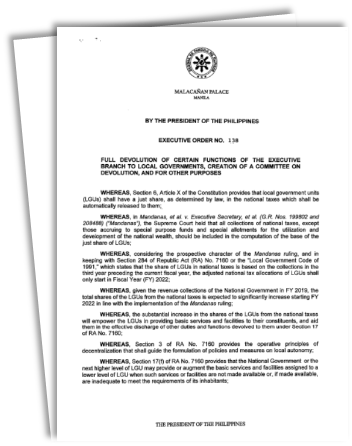 MALACAÑAN PALACE
MANILA
BY THE PRESIDENT OF THE PHILIPPINES
EXECUTIVE ORDER NO. 138
FULL DEVOLUTION OF CERTAIN FUNCTIONS OF THE EXECUTIVE
BRANCH TO LOCAL GOVERNMENTS, CREATION OF A COMMITTEE ON
DEVOLUTION, AND FOR OTHER PURPOSES
WHEREAS, Section 6, Article X of the Constitution provides that local government units
(LGUs) shall have a just share, as determined by law, in the national taxes which shall be
automatically released to them;
WHEREAS, in Mandanas, et al. v. Executive Secretary, et al. (G.R. Nos. 199802 and
208488) ("Mandanas"), the Supreme Court held that all collections of national taxes, except
those accruing to special purpose funds and special allotments for the utilization and
development of the national wealth, should be included in the computation of the base of the
just share of LGUs;
WHEREAS, considering the prospective character of the Mandanas ruling, and in
keeping with Section 284 of Republic Act (RA) No. 7160 or the "Local Government Code of
1991," which states that the share of LGUs in national taxes is based on the collections in the
third year preceding the current fiscal year, the adjusted national tax allocations of LGUs shall
only start in Fiscal Year (FY) 2022;
WHEREAS, given the revenue collections of the National Government in FY 2019, the
total shares of the LGUs from the national taxes is expected to significantly increase starting FY
2022 in line with the implementation of the Mandanas ruling;
WHEREAS, the substantial increase in the shares of the LGUs from the national taxes
will empower the LGUs in providing basic services and facilities to their constituents, and aid
them in the effective discharge of other duties and functions devolved to them under Section 17
of RA No. 7160;
WHEREAS, Section 3 of RA No. 7160 provides the operative principles of
decentralization that shall guide the formulation of policies and measures on local autonomy;
WHEREAS, Section 17(f) of RA No. 7160 provides that the National Government or the
next higher level of LGU may provide or augment the basic services and facilities assigned to a
lower level of LGU when such services or facilities are not made available or, if made available,
are inadequate to meet the requirements of its inhabitants;
THE PRESIDENT OF THE PHILIPPINES